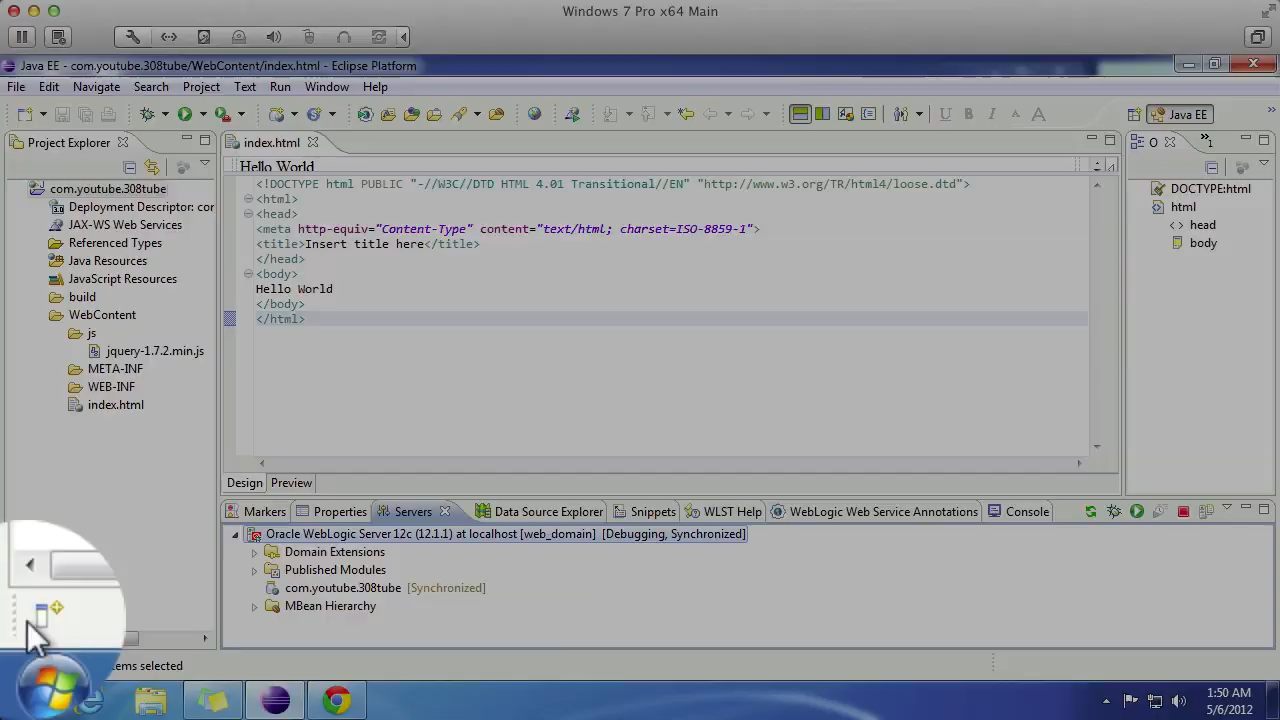 Windows 7 Pro x64 Main
Java EE - com.youtube.308tube/WebContent/index.html - Eclipse Platform
File Edit Navigate Search Project Text Run Window Help
Java EE
Project Explorer
index.html
O
Hello World
com.youtube.308tube
Deployment Descriptor: cor
JAX-WS Web Services
Referenced Types
Java Resources
JavaScript Resources
build
WebContent
js
jquery-1.7.2.min.js
META-INF
WEB-INF
index.html
<!DOCTYPE html PUBLIC "-//W3C//DTD HTML 4.01 Transitional//EN" "http://www.w3.org/TR/html4/loose.dtd">
<html>
<head>
<meta http-equiv="Content-Type" content="text/html; charset=ISO-8859-1">
<title>Insert title here</title>
</head>
<body>
Hello World
</body>
</html>
DOCTYPE:html
html
head
body
Design Preview
Markers Properties Servers Data Source Explorer Snippets WLST Help WebLogic Web Service Annotations Console
Oracle WebLogic Server 12c (12.1.1) at localhost [web_domain] [Debugging, Synchronized]
Domain Extensions
Published Modules
com.youtube.308tube [Synchronized]
MBean Hierarchy
items selected
1:50 AM
5/6/2012